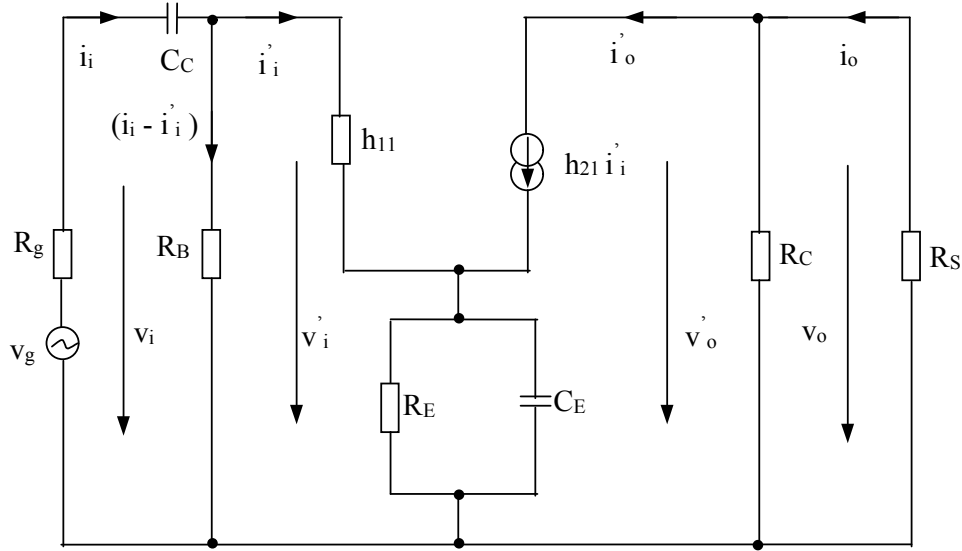 i_i
C_C
i'_i
i'_o
i_o
(i_i - i'_i)
h_11
h_21 i'_i
R_g
R_B
R_C
R_S
v_g
v_i
v'_i
v'_o
v_o
R_E
C_E